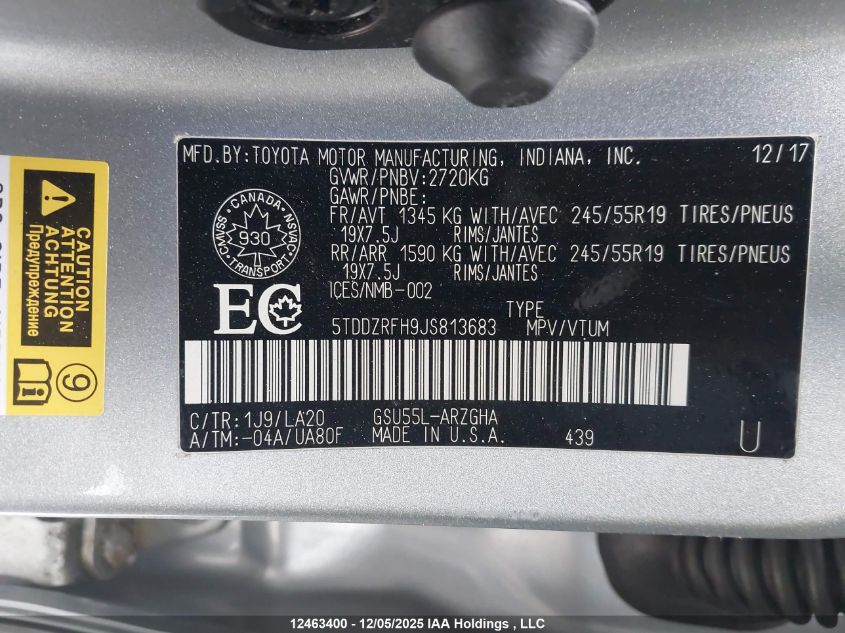 MFD.BY:TOYOTA MOTOR MANUFACTURING, INDIANA, INC. 12/17
GVWR/PNBV:2720KG
GAWR/PNBE:
FR/AVT 1345 KG WITH/AVEC 245/55R19 TIRES/PNEUS
19X7.5J RIMS/JANTES
RR/ARR 1590 KG WITH/AVEC 245/55R19 TIRES/PNEUS
19X7.5J RIMS/JANTES
ICES/NMB-002
CANADA
CMVSS 930 NSVAC
TRANSPORT
EC
TYPE
5TDDZRFH9JS813683 MPV/VTUM
C/TR:1J9/LA20 GSU55L-ARZGHA
A/TM:-04A/UA80F MADE IN U.S.A. 439 U
CAUTION
ATTENTION
Предупреждение
9
12463400 - 12/05/2025 IAA Holdings , LLC